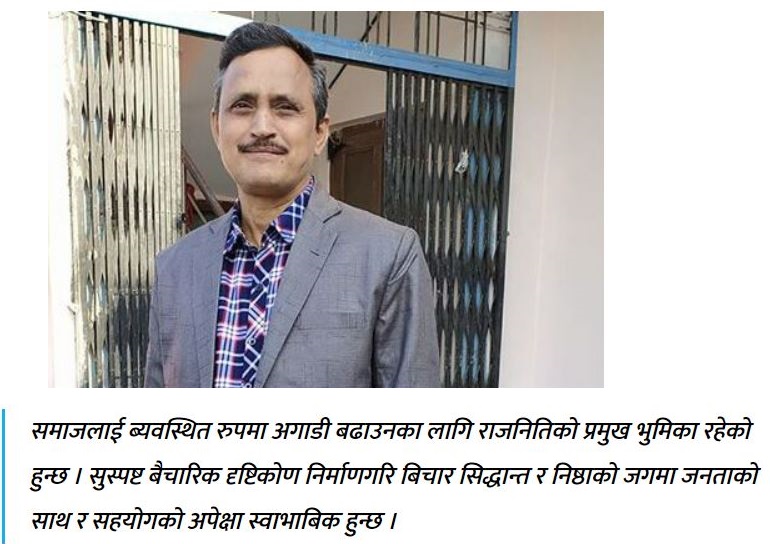 समाजलाई ब्यवस्थित रुपमा अगाडी बढाउनका लागि राजनितिको प्रमुख भुमिका रहेको
हुन्छ । सुस्पष्ट बैचारिक दृष्टिकोण निर्माणगरि बिचार सिद्धान्त र निष्ठाको जगमा जनताको
साथ र सहयोगको अपेक्षा स्वाभाबिक हुन्छ ।